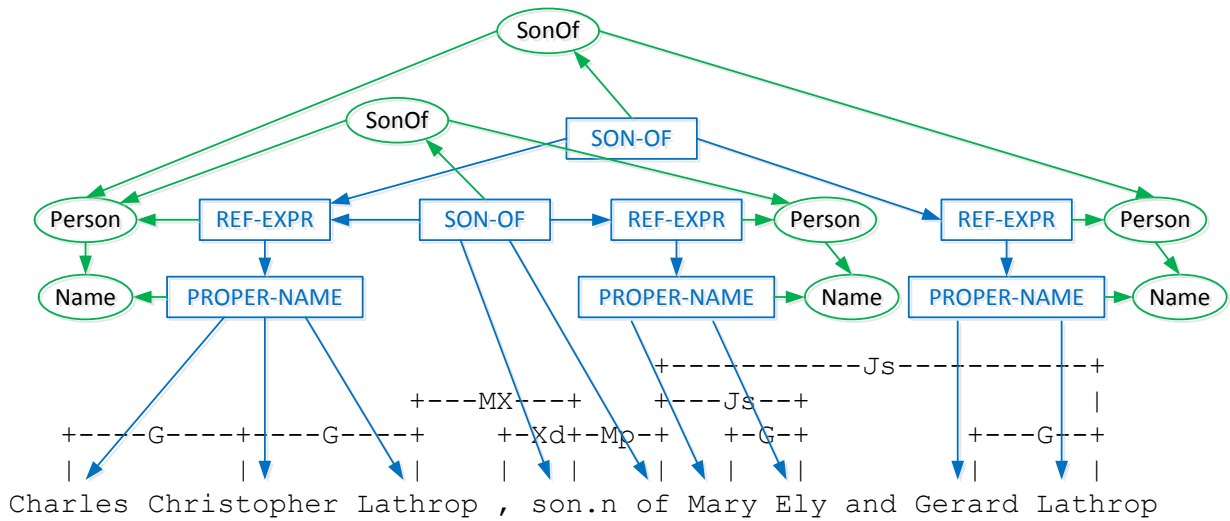 SonOf
SonOf
SON-OF
Person REF-EXPR SON-OF REF-EXPR Person REF-EXPR Person
Name PROPER-NAME PROPER-NAME Name PROPER-NAME Name
+-----------Js------------+
+---MX---+ +---Js--+ |
+----G----+----G----+ +-Xd+-Mp-+ +-G-+ +---G--+
| | | | | | | | | |
Charles Christopher Lathrop , son.n of Mary Ely and Gerard Lathrop